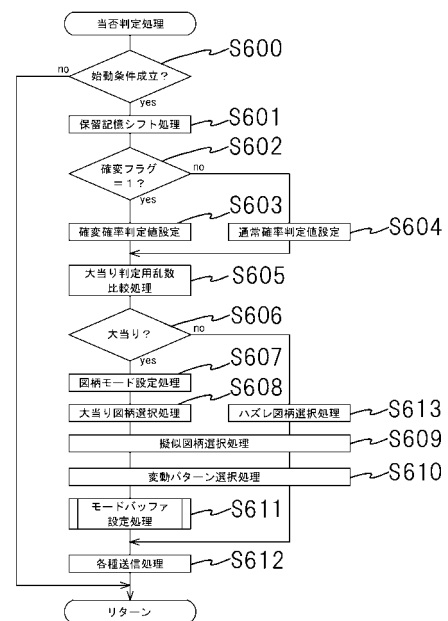 当否判定処理
S600
no
始動条件成立？
yes
保留記憶シフト処理
S601
S602
確変フラグ
＝１？
no
yes
S603
確変確率判定値設定
通常確率判定値設定
S604
大当り判定用乱数
比較処理
S605
S606
大当り？
no
yes
S607
図柄モード設定処理
S608
大当り図柄選択処理
ハズレ図柄選択処理
S613
擬似図柄選択処理
S609
変動パターン選択処理
S610
モードバッファ
設定処理
S611
各種送信処理
S612
リターン